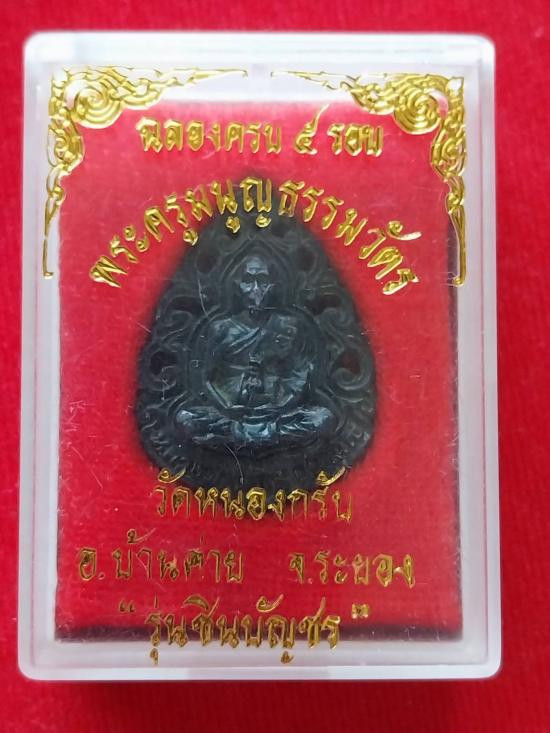 ฉลองครบ ๕ รอบ
พระครูมนูญธรรมวัตร
วัดหนองกรับ
อ.บ้านค่าย จ.ระยอง
"รุ่นชินบัญชร"